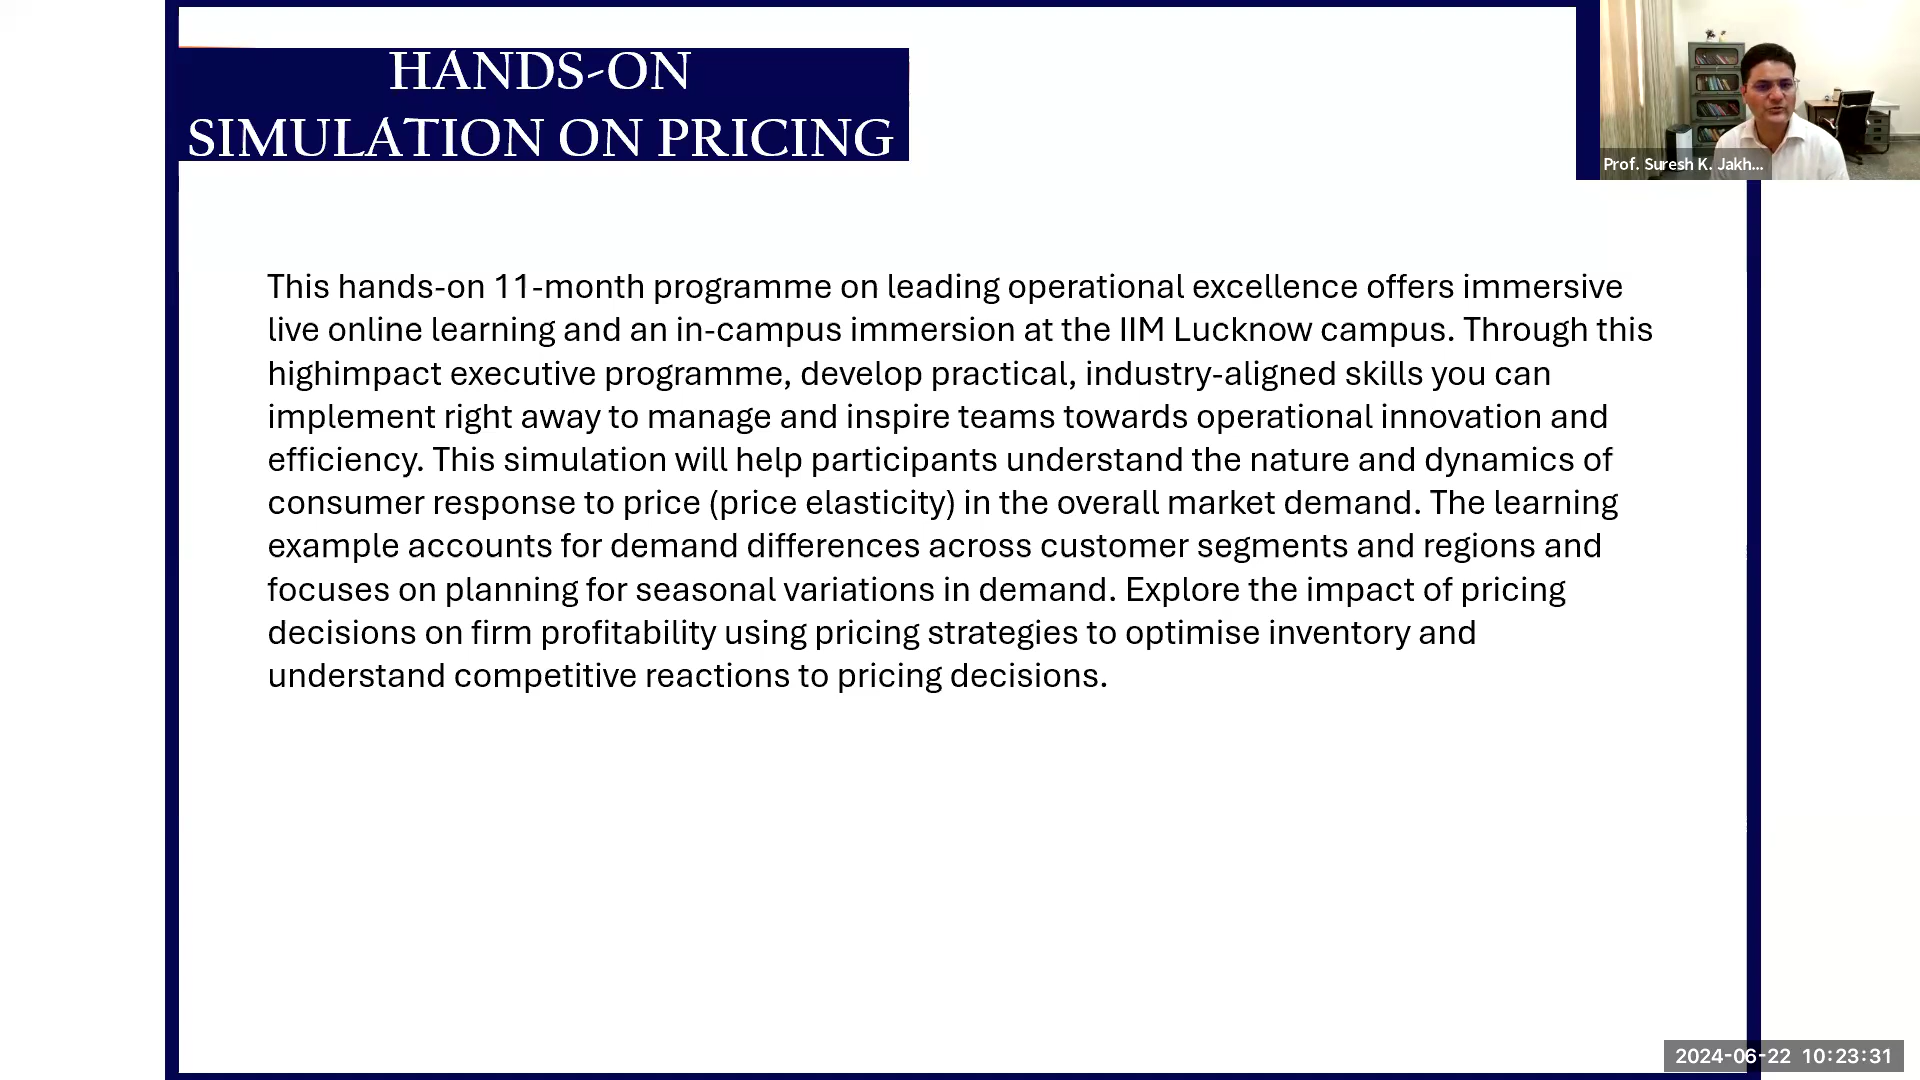 HANDS-ON
SIMULATION ON PRICING
Prof. Suresh K. Jakh...
This hands-on 11-month programme on leading operational excellence offers immersive
live online learning and an in-campus immersion at the IIM Lucknow campus. Through this
highimpact executive programme, develop practical, industry-aligned skills you can
implement right away to manage and inspire teams towards operational innovation and
efficiency. This simulation will help participants understand the nature and dynamics of
consumer response to price (price elasticity) in the overall market demand. The learning
example accounts for demand differences across customer segments and regions and
focuses on planning for seasonal variations in demand. Explore the impact of pricing
decisions on firm profitability using pricing strategies to optimise inventory and
understand competitive reactions to pricing decisions.
2024-06-22 10:23:31